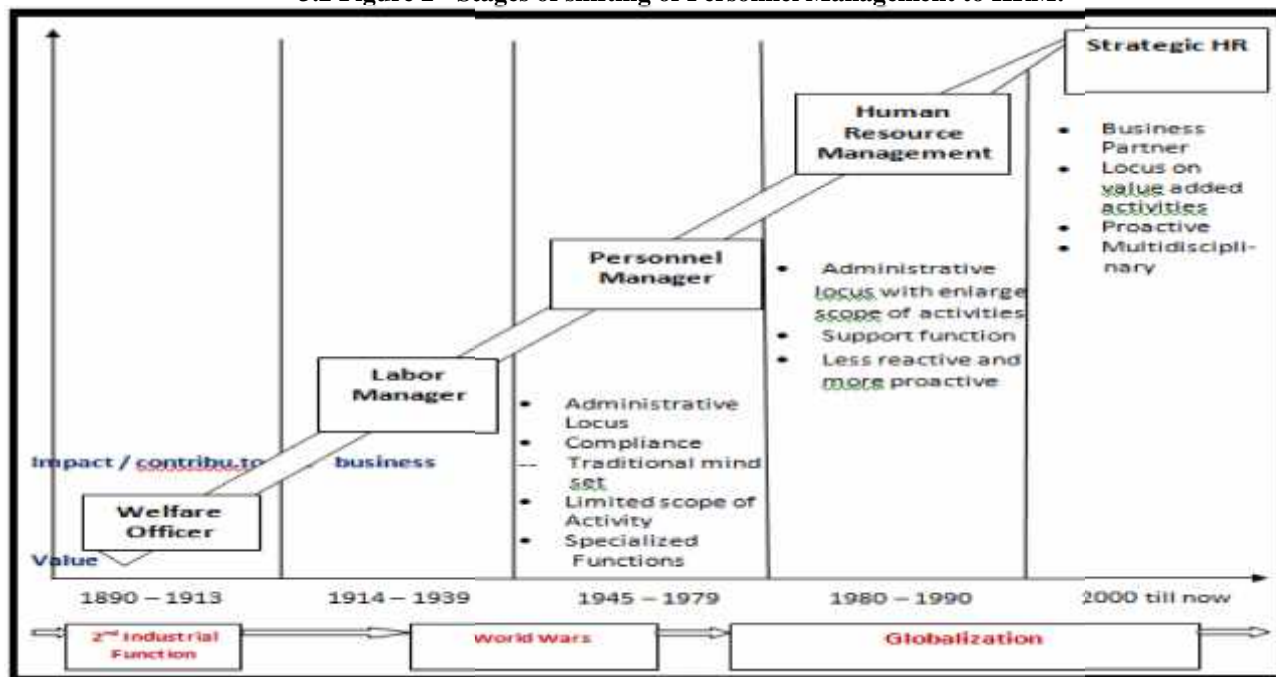 Strategic HR
Human
Resource
Management
• Business
Partner
• Locus on
value added
activities
• Proactive
• Multidiscipli-
nary
Personnel
Manager
• Administrative
locus with enlarge
scope of activities
• Support function
• Less reactive and
more proactive
Labor
Manager
• Administrative
Locus
• Compliance
-- Traditional mind
set
• Limited scope of
Activity
• Specialized
Functions
Impact / contribu.to business
Welfare
Officer
Value
1890 – 1913
1914 – 1939
1945 – 1979
1980 – 1990
2000 till now
2nd Industrial
Function
World Wars
Globalization